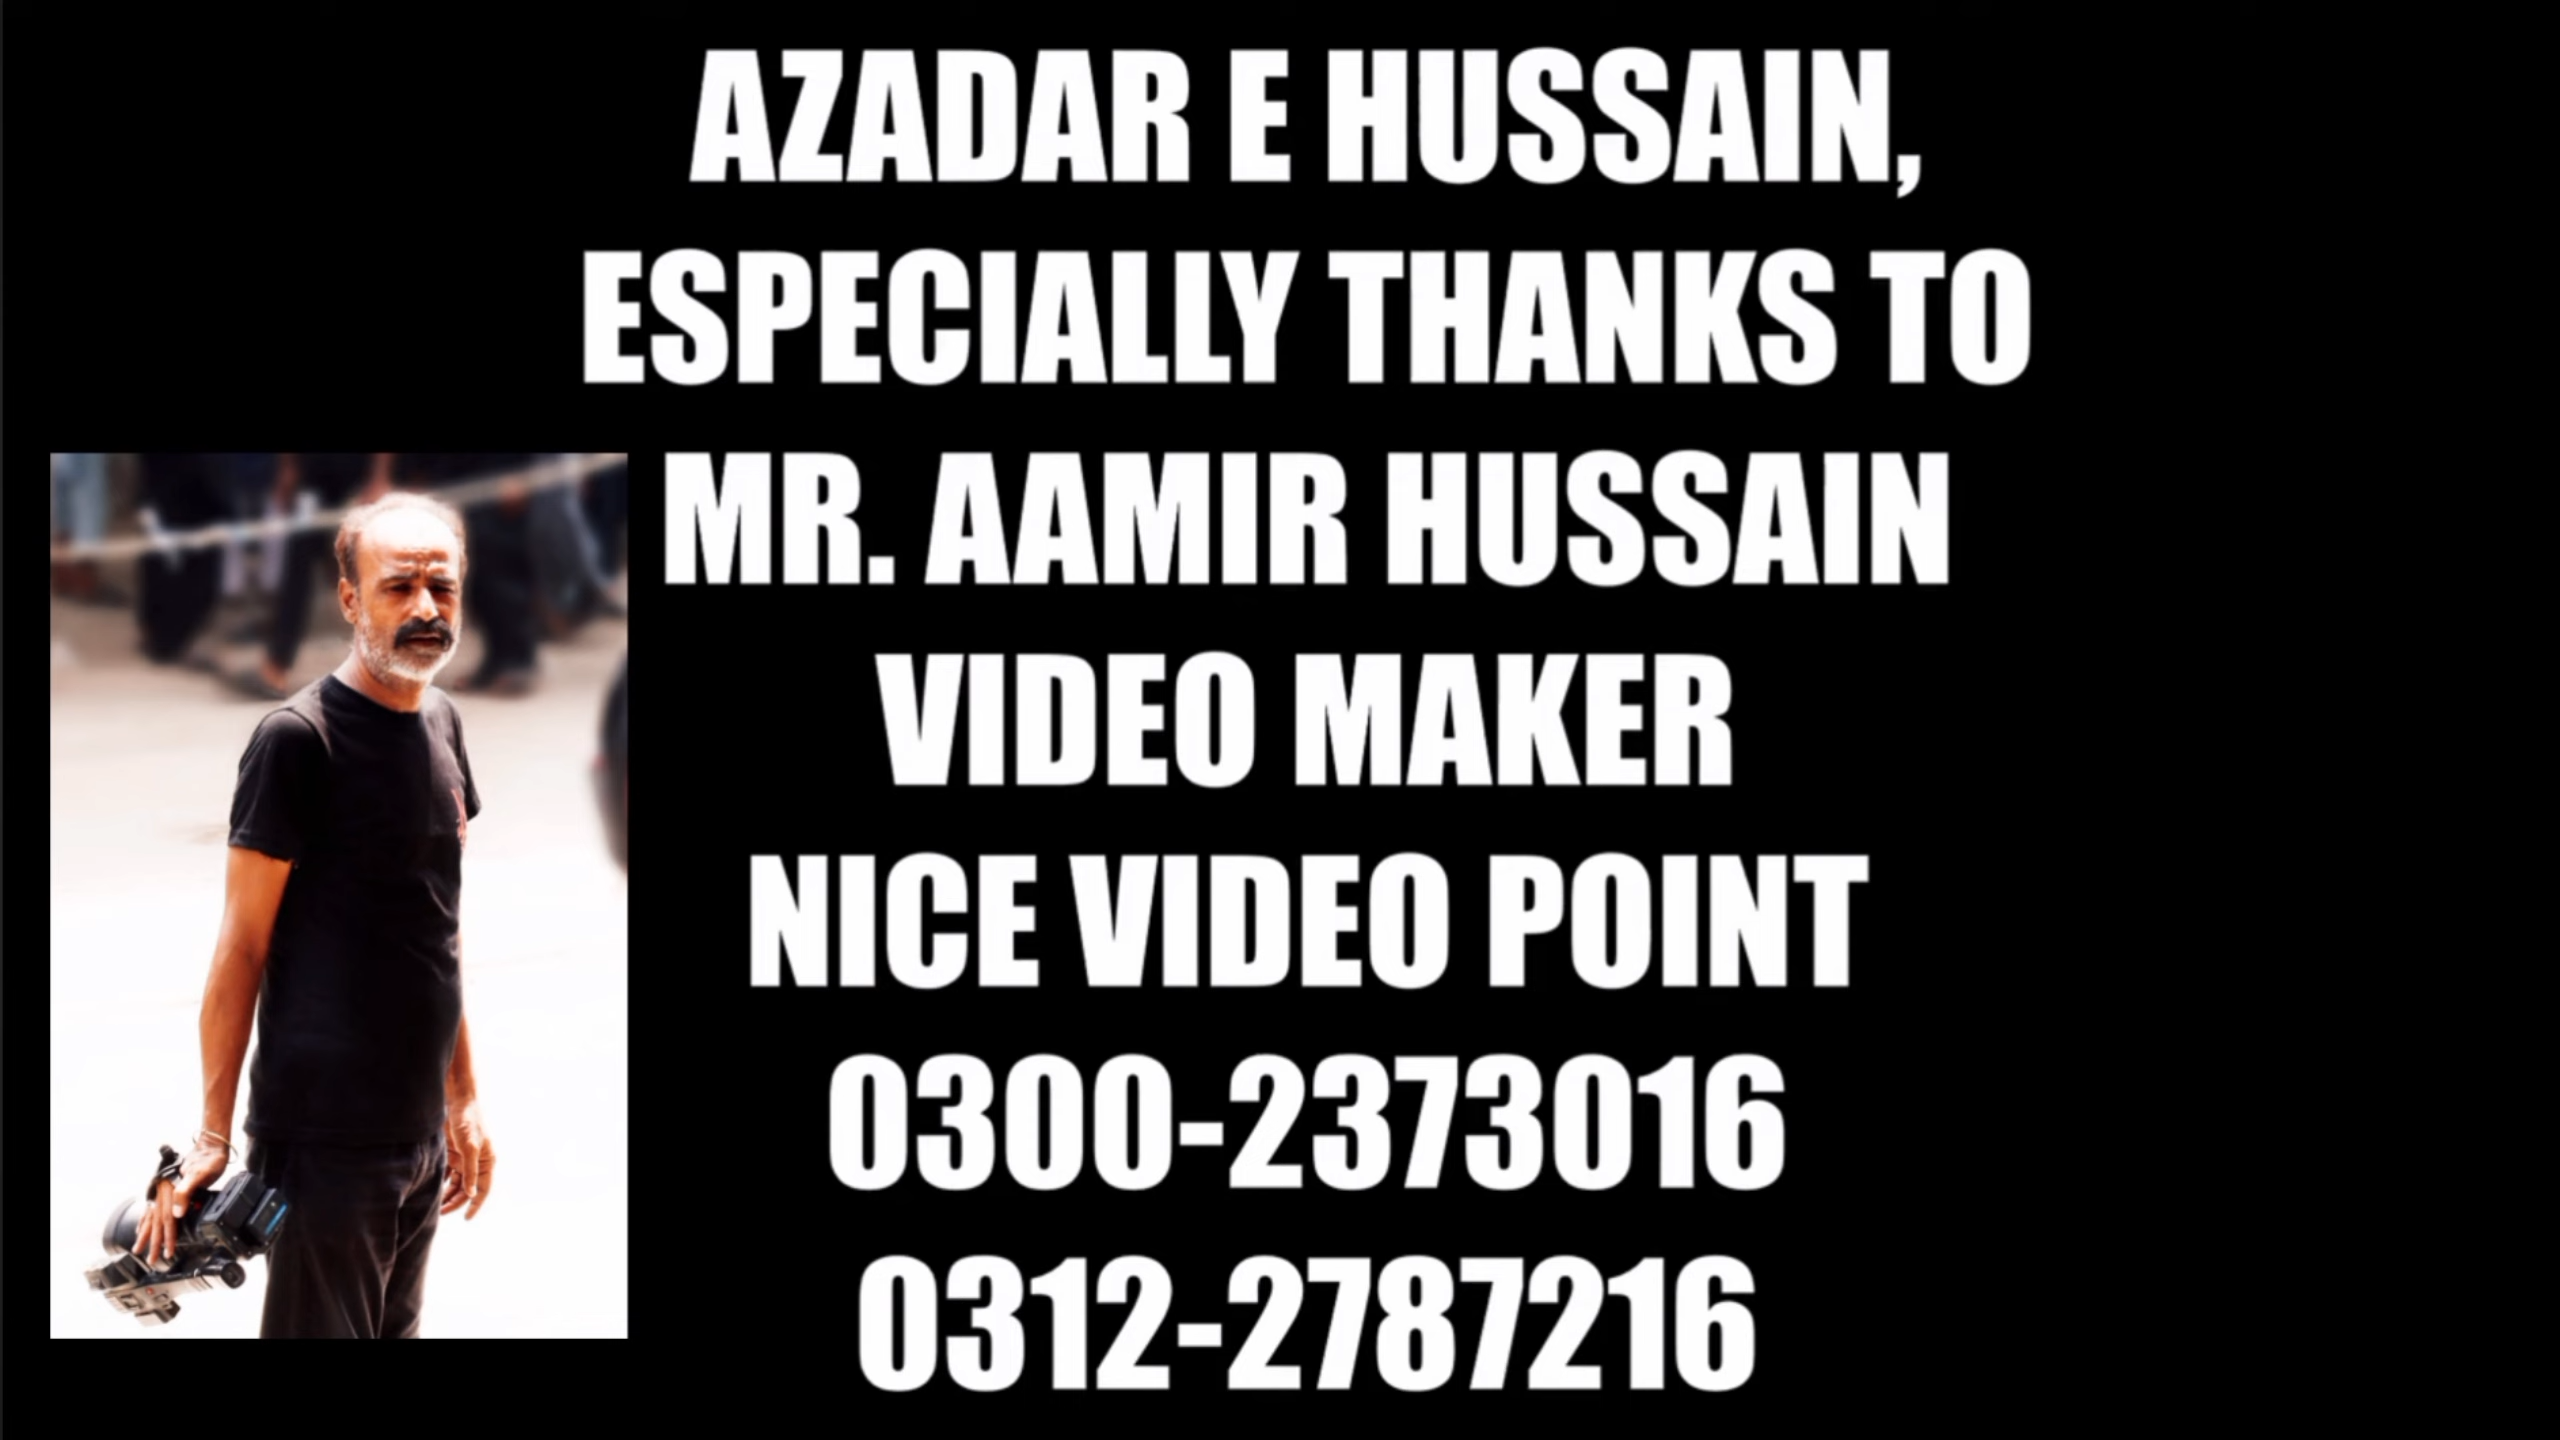 AZADAR E HUSSAIN,
ESPECIALLY THANKS TO
MR. AAMIR HUSSAIN
VIDEO MAKER
NICE VIDEO POINT
0300-2373016
0312-2787216